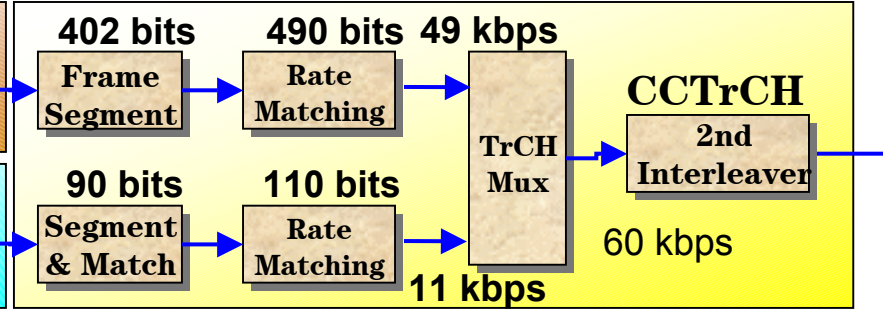 402 bits
490 bits
49 kbps
Frame
Segment
Rate
Matching
TrCH
Mux
CCTrCH
2nd
Interleaver
90 bits
110 bits
Segment
& Match
Rate
Matching
60 kbps
11 kbps